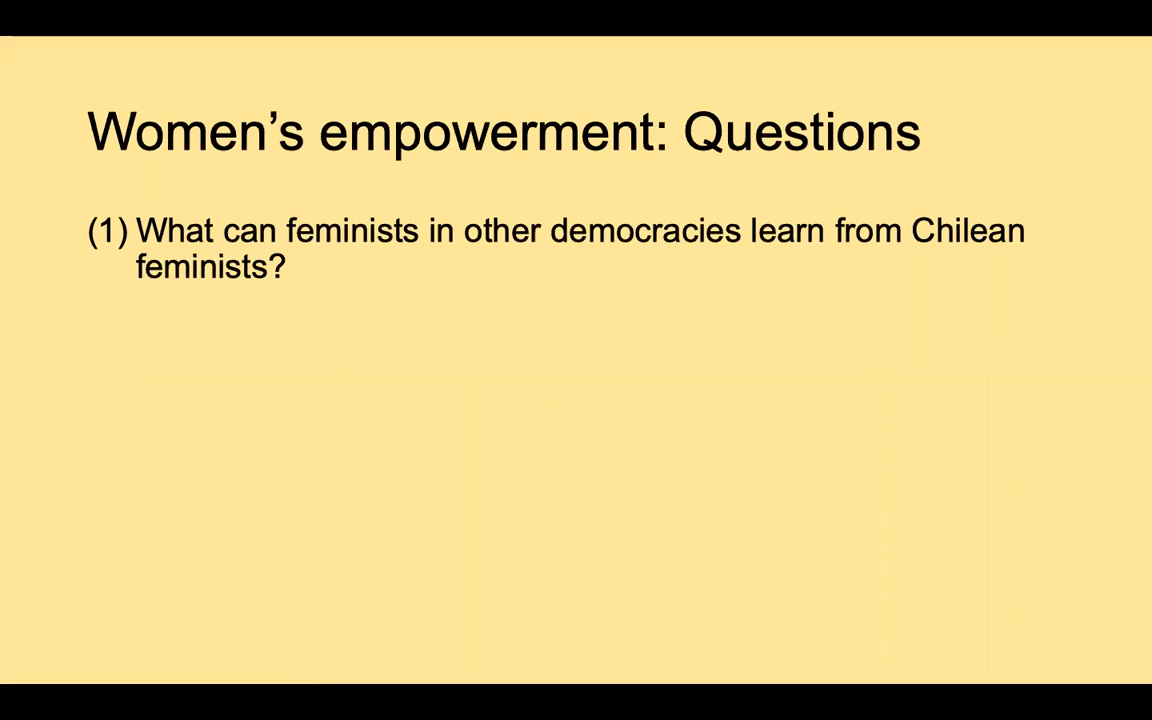 Women’s empowerment: Questions
(1) What can feminists in other democracies learn from Chilean
feminists?